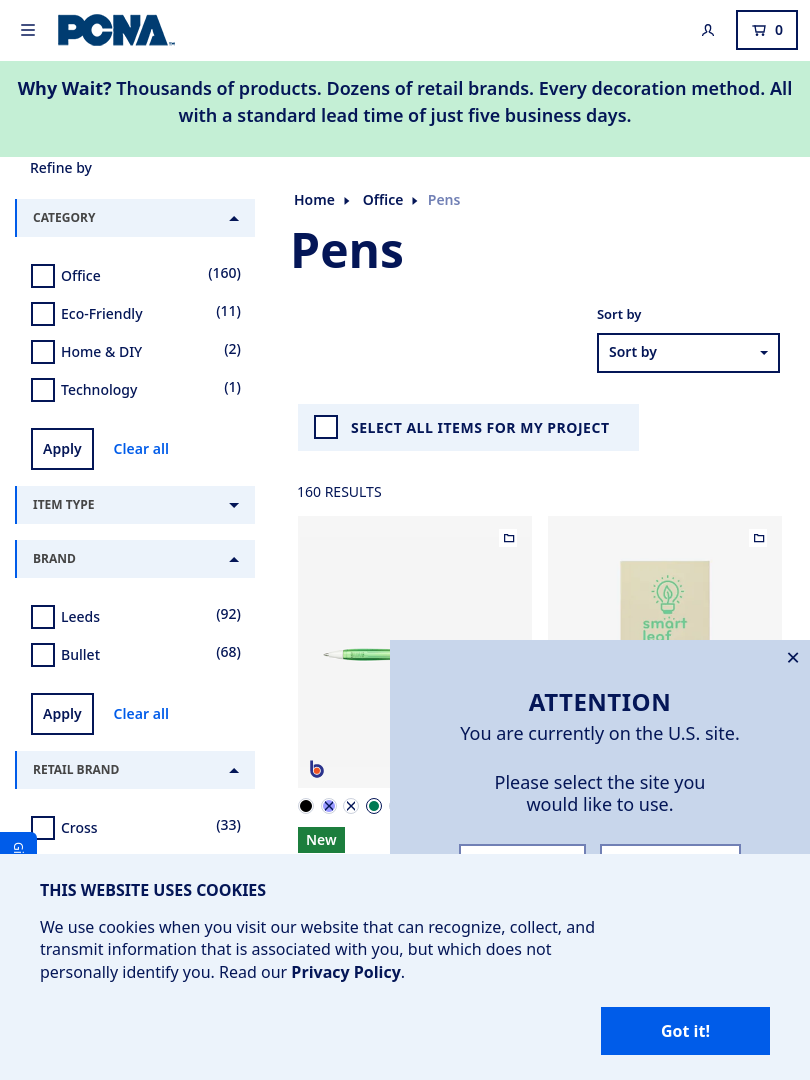 PCNA
0
Why Wait? Thousands of products. Dozens of retail brands. Every decoration method. All
with a standard lead time of just five business days.
Refine by
CATEGORY
Office
(160)
Eco-Friendly
(11)
Home & DIY
(2)
Technology
(1)
Apply
Clear all
ITEM TYPE
BRAND
Leeds
(92)
Bullet
(68)
Apply
Clear all
RETAIL BRAND
Cross
(33)
Home
Office
Pens
Pens
Sort by
Sort by
SELECT ALL ITEMS FOR MY PROJECT
160 RESULTS
smart
leaf
b
New
ATTENTION
You are currently on the U.S. site.
Please select the site you
would like to use.
THIS WEBSITE USES COOKIES
We use cookies when you visit our website that can recognize, collect, and
transmit information that is associated with you, but which does not
personally identify you. Read our Privacy Policy.
Got it!